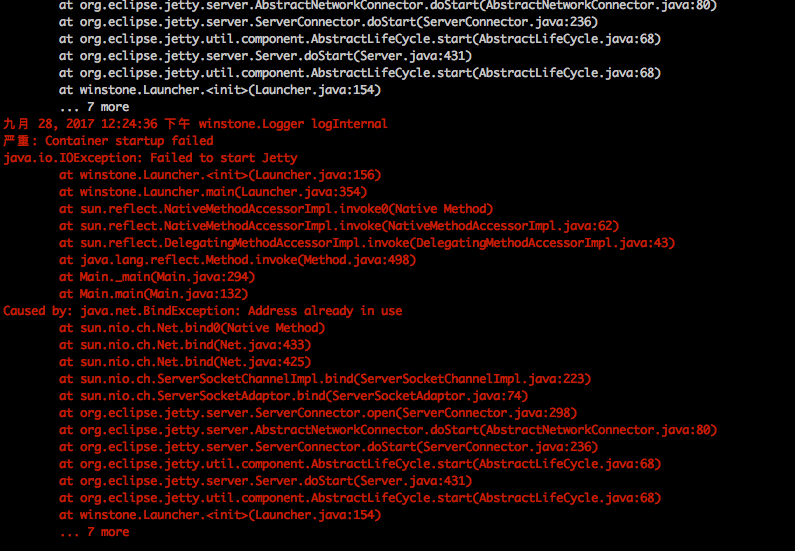 at org.eclipse.jetty.server.AbstractNetworkConnector.doStart(AbstractNetworkConnector.java:80)
at org.eclipse.jetty.server.ServerConnector.doStart(ServerConnector.java:236)
at org.eclipse.jetty.util.component.AbstractLifeCycle.start(AbstractLifeCycle.java:68)
at org.eclipse.jetty.server.Server.doStart(Server.java:431)
at org.eclipse.jetty.util.component.AbstractLifeCycle.start(AbstractLifeCycle.java:68)
at winstone.Launcher.<init>(Launcher.java:154)
... 7 more
九月 28, 2017 12:24:36 下午 winstone.Logger logInternal
严重: Container startup failed
java.io.IOException: Failed to start Jetty
at winstone.Launcher.<init>(Launcher.java:156)
at winstone.Launcher.main(Launcher.java:354)
at sun.reflect.NativeMethodAccessorImpl.invoke0(Native Method)
at sun.reflect.NativeMethodAccessorImpl.invoke(NativeMethodAccessorImpl.java:62)
at sun.reflect.DelegatingMethodAccessorImpl.invoke(DelegatingMethodAccessorImpl.java:43)
at java.lang.reflect.Method.invoke(Method.java:498)
at Main._main(Main.java:294)
at Main.main(Main.java:132)
Caused by: java.net.BindException: Address already in use
at sun.nio.ch.Net.bind0(Native Method)
at sun.nio.ch.Net.bind(Net.java:433)
at sun.nio.ch.Net.bind(Net.java:425)
at sun.nio.ch.ServerSocketChannelImpl.bind(ServerSocketChannelImpl.java:223)
at sun.nio.ch.ServerSocketAdaptor.bind(ServerSocketAdaptor.java:74)
at org.eclipse.jetty.server.ServerConnector.open(ServerConnector.java:298)
at org.eclipse.jetty.server.AbstractNetworkConnector.doStart(AbstractNetworkConnector.java:80)
at org.eclipse.jetty.server.ServerConnector.doStart(ServerConnector.java:236)
at org.eclipse.jetty.util.component.AbstractLifeCycle.start(AbstractLifeCycle.java:68)
at org.eclipse.jetty.server.Server.doStart(Server.java:431)
at org.eclipse.jetty.util.component.AbstractLifeCycle.start(AbstractLifeCycle.java:68)
at winstone.Launcher.<init>(Launcher.java:154)
... 7 more